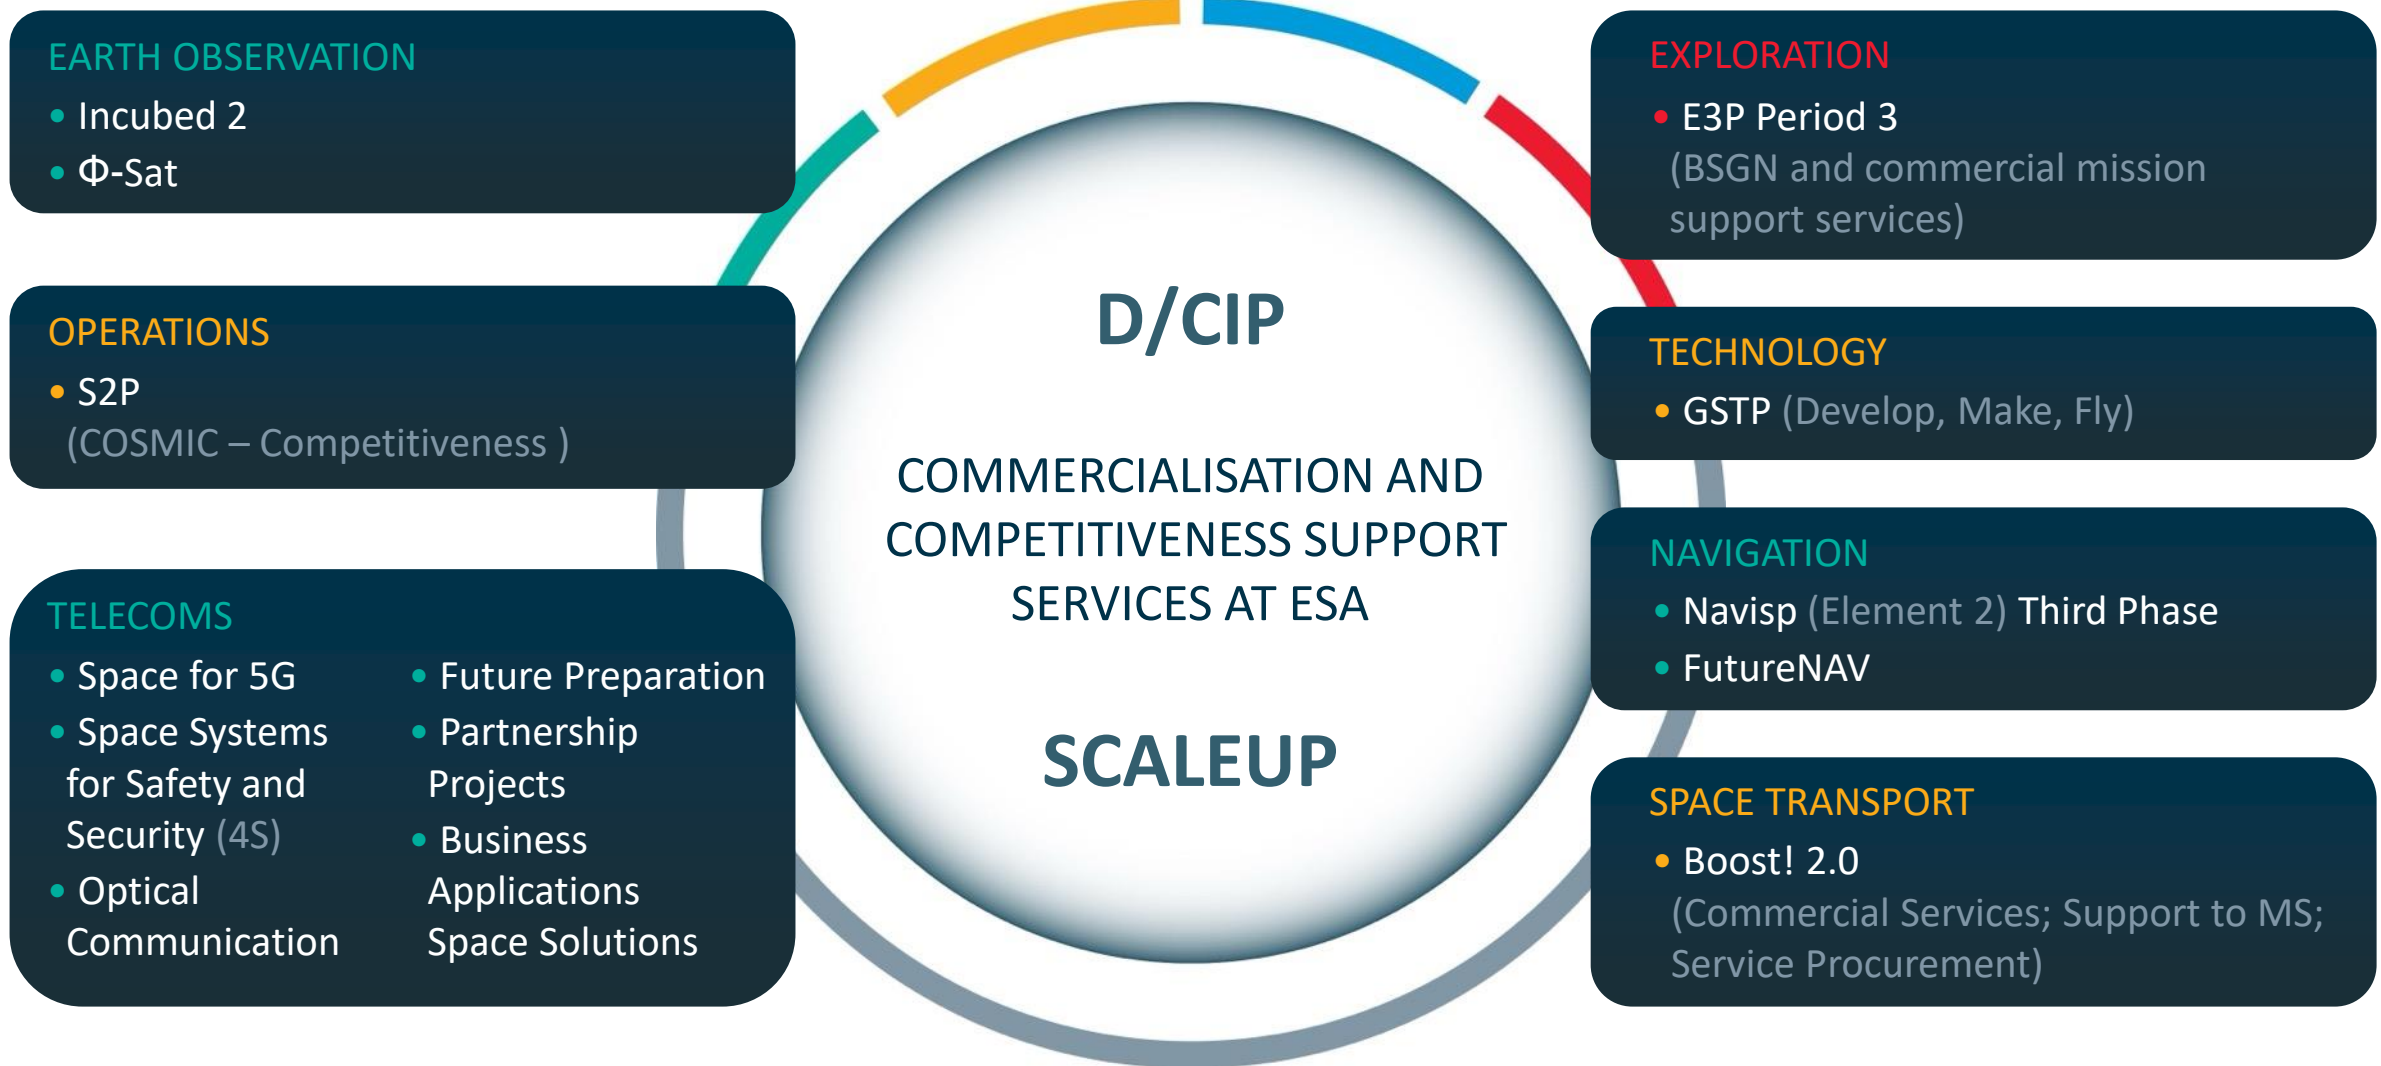 EARTH OBSERVATION
• Incubed 2
• Φ-Sat
OPERATIONS
• S2P
(COSMIC – Competitiveness )
TELECOMS
• Space for 5G
• Space Systems
for Safety and
Security (4S)
• Optical
Communication
• Future Preparation
• Partnership
Projects
• Business
Applications
Space Solutions
D/CIP
COMMERCIALISATION AND
COMPETITIVENESS SUPPORT
SERVICES AT ESA
SCALEUP
EXPLORATION
• E3P Period 3
(BSGN and commercial mission
support services)
TECHNOLOGY
• GSTP (Develop, Make, Fly)
NAVIGATION
• Navisp (Element 2) Third Phase
• FutureNAV
SPACE TRANSPORT
• Boost! 2.0
(Commercial Services; Support to MS;
Service Procurement)